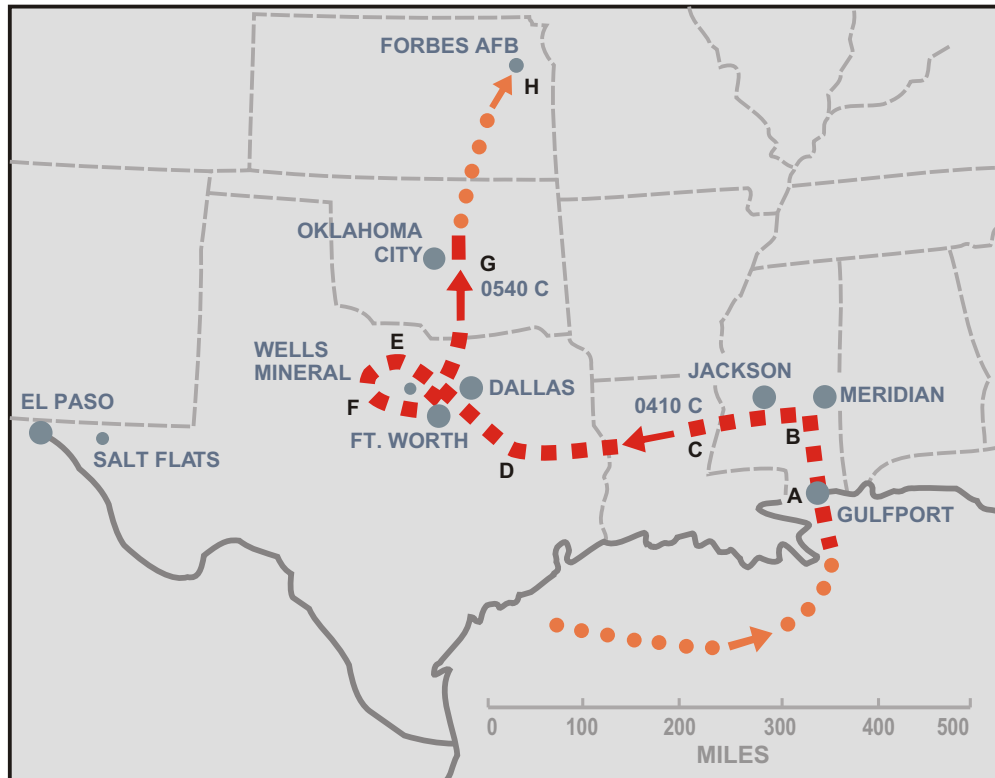 FORBES AFB
H
OKLAHOMA
CITY
G
0540 C
E
WELLS
MINERAL
DALLAS
F
FT. WORTH
EL PASO
SALT FLATS
D
JACKSON
MERIDIAN
0410 C
B
C
A
GULFPORT
0 100 200 300 400 500
MILES